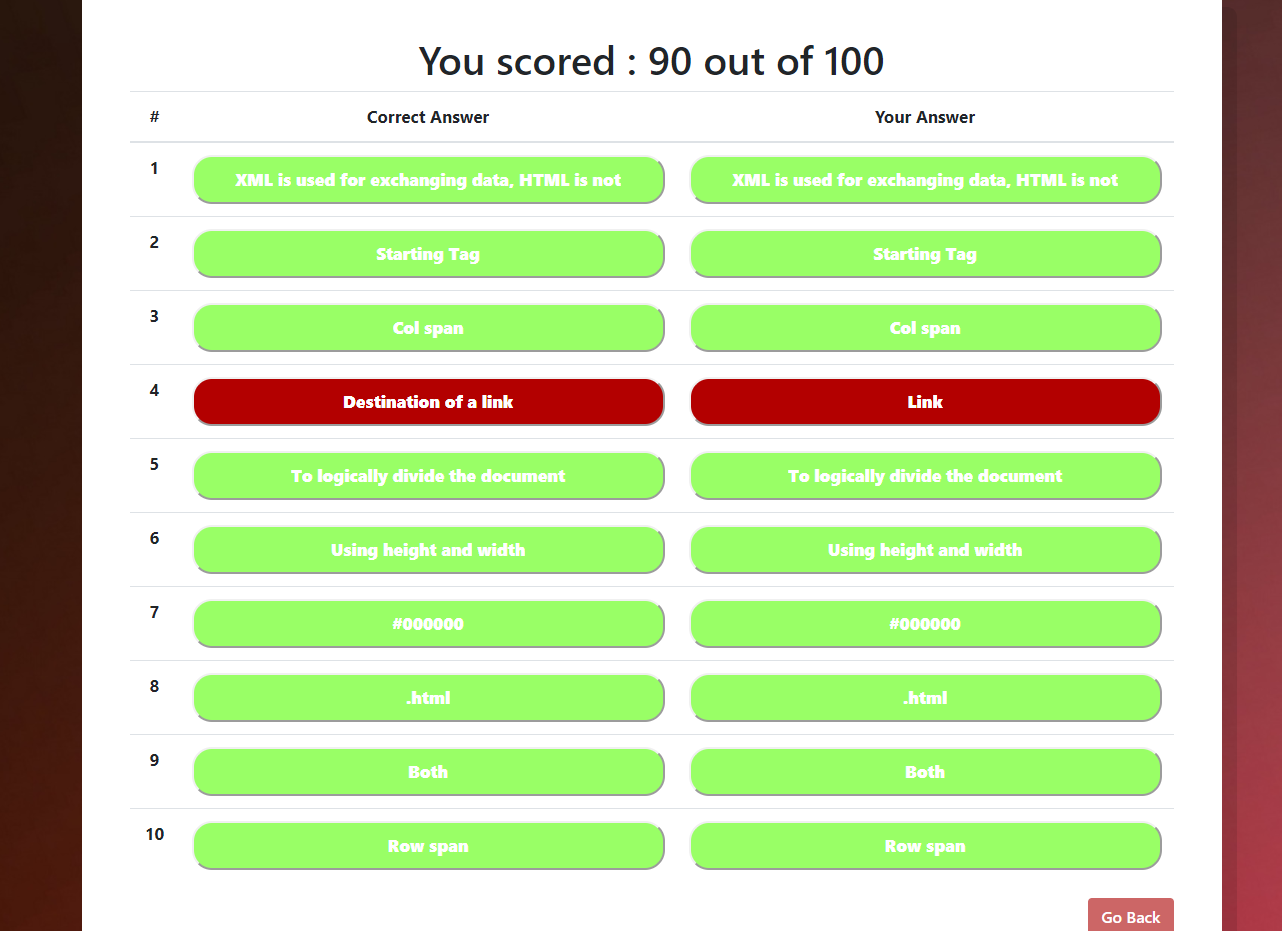 You scored : 90 out of 100
# Correct Answer Your Answer
1 XML is used for exchanging data, HTML is not XML is used for exchanging data, HTML is not
2 Starting Tag Starting Tag
3 Col span Col span
4 Destination of a link Link
5 To logically divide the document To logically divide the document
6 Using height and width Using height and width
7 #000000 #000000
8 .html .html
9 Both Both
10 Row span Row span
Go Back